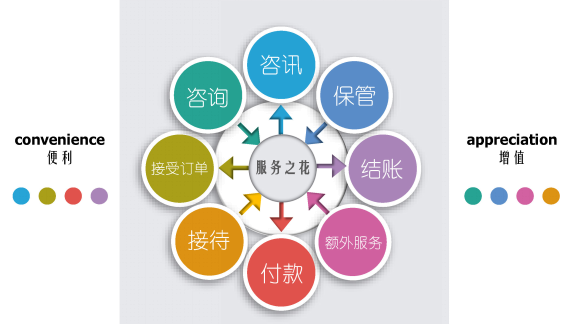 convenience
便利
咨讯
咨询
保管
接受订单
服务之花
结账
接待
额外服务
付款
appreciation
增值